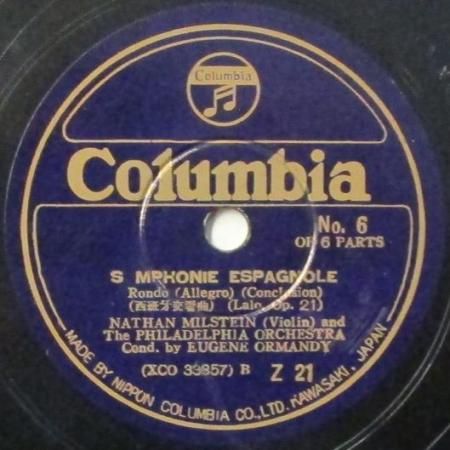 Columbia
Columbia
No. 6
OF 6 PARTS
S MPHONIE ESPAGNOLE
Rondo (Allegro) (Conclusion)
(西班牙交響曲) (Lalo, Op. 21)
NATHAN MILSTEIN (Violin) and
The PHILADELPHIA ORCHESTRA
Cond. by EUGENE ORMANDY
(XCO 33857) B Z 21
MADE BY NIPPON COLUMBIA CO., LTD. KAWASAKI, JAPAN